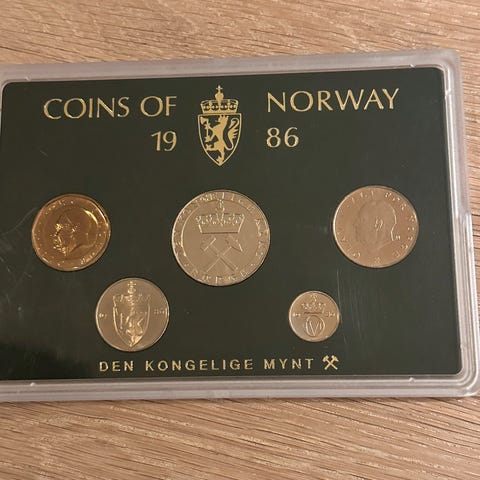 COINS OF NORWAY
19 86
DEN KONGELIGE MYNT